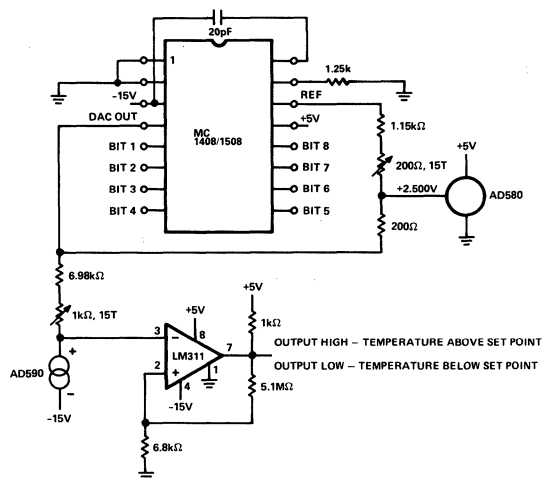 20pF
1
1.25k
–15V
REF
DAC OUT
+5V
MC
1408/1508
1.15kΩ
BIT 1
BIT 8
200Ω, 15T
+5V
BIT 2
BIT 7
BIT 3
BIT 6
+2.500V
AD580
BIT 4
BIT 5
200Ω
6.98kΩ
+5V
1kΩ, 15T
+5V
1kΩ
3
–
8
7
OUTPUT HIGH – TEMPERATURE ABOVE SET POINT
+
LM311
OUTPUT LOW – TEMPERATURE BELOW SET POINT
AD590
2
+
1
–
4
5.1MΩ
–15V
–15V
6.8kΩ